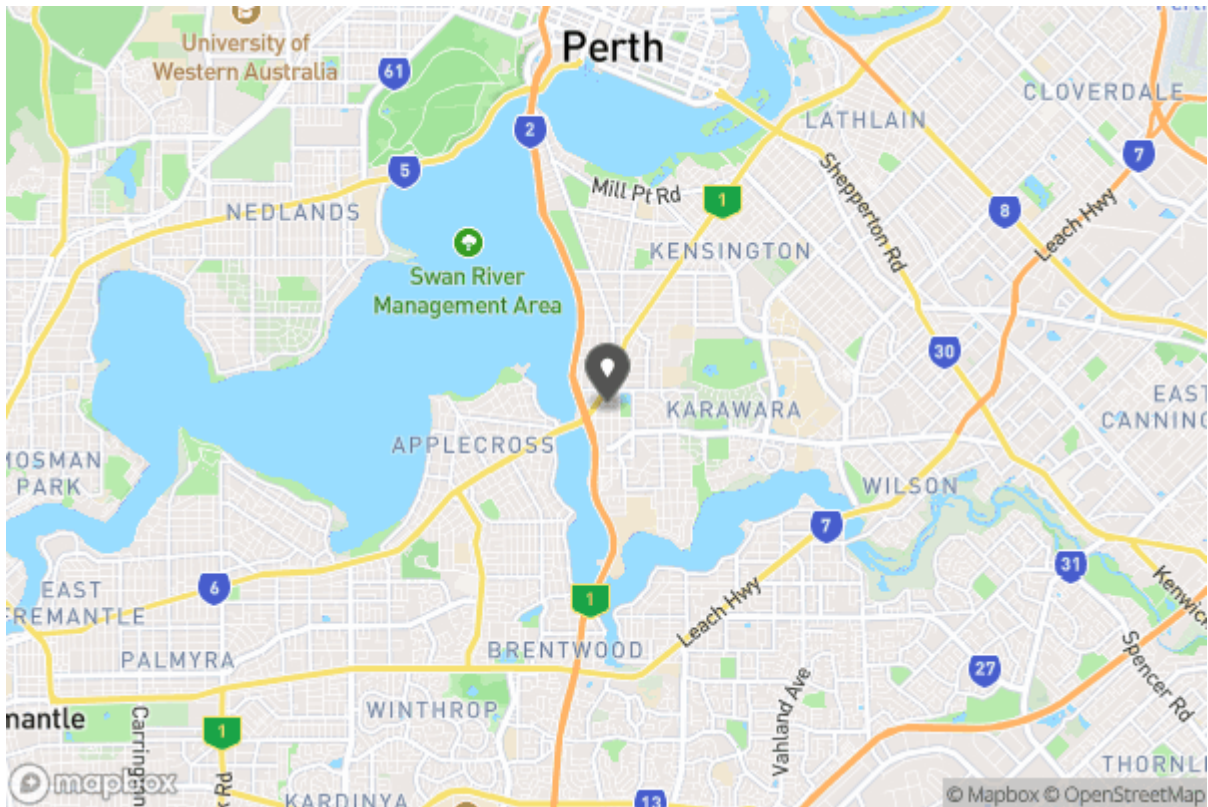 University of
Western Australia
Perth
61
CLOVERDALE
LATHLAIN
2
7
5
Mill Pt Rd
Shepperton Rd
1
8
Leach Hwy
NEDLANDS
KENSINGTON
Swan River
Management Area
30
EAST
CANNING
KARAWARA
APPLECROSS
MOSMAN
PARK
WILSON
7
31
6
EAST
FREMANTLE
1
Leach Hwy
Kenwick
BRENTWOOD
PALMYRA
27
Spencer Rd
WINTHROP
Vahland Ave
mantle
Carrington
1
Rd
THORNL
KARDINYA
13
mapbox
© Mapbox © OpenStreetMap